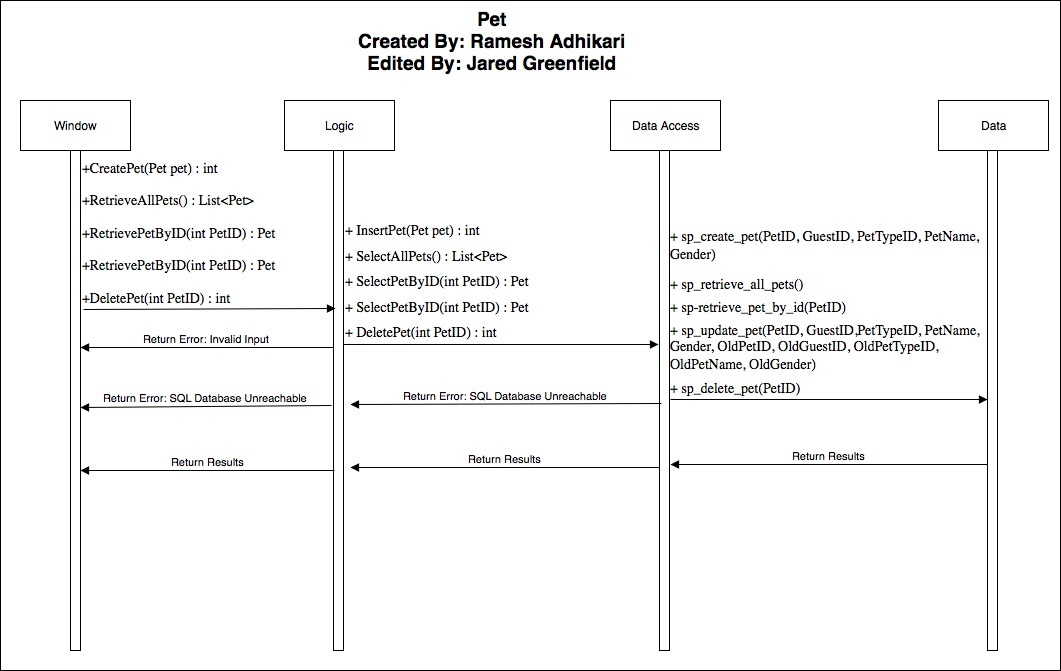 Pet
Created By: Ramesh Adhikari
Edited By: Jared Greenfield
Window
Logic
Data Access
Data
+CreatePet(Pet pet) : int
+RetrieveAllPets() : List<Pet>
+RetrievePetByID(int PetID) : Pet
+RetrievePetByID(int PetID) : Pet
+DeletePet(int PetID) : int
Return Error: Invalid Input
Return Error: SQL Database Unreachable
Return Results
+ InsertPet(Pet pet) : int
+ SelectAllPets() : List<Pet>
+ SelectPetByID(int PetID) : Pet
+ SelectPetByID(int PetID) : Pet
+ DeletePet(int PetID) : int
Return Error: SQL Database Unreachable
Return Results
+ sp_create_pet(PetID, GuestID, PetTypeID, PetName,
Gender)
+ sp_retrieve_all_pets()
+ sp-retrieve_pet_by_id(PetID)
+ sp_update_pet(PetID, GuestID,PetTypeID, PetName,
Gender, OldPetID, OldGuestID, OldPetTypeID,
OldPetName, OldGender)
+ sp_delete_pet(PetID)
Return Results